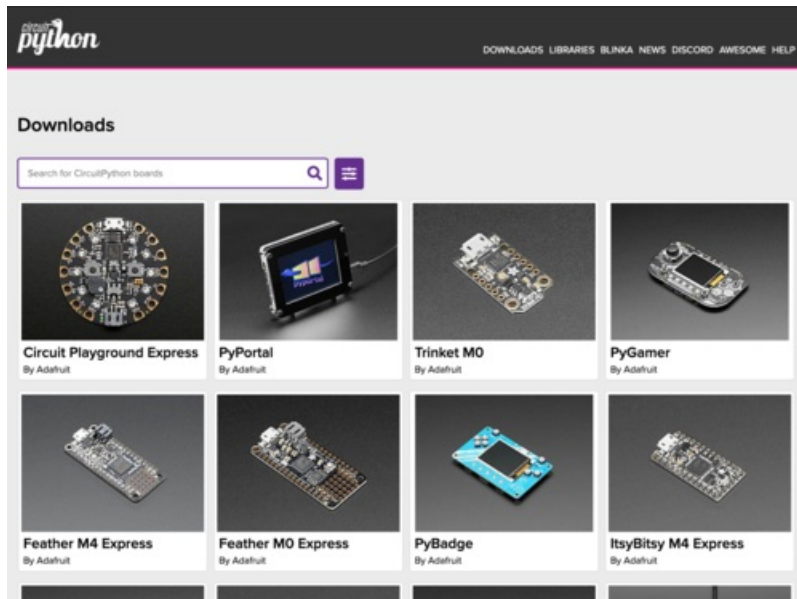 circuit
python
DOWNLOADS LIBRARIES BLINKA NEWS DISCORD AWESOME HELP
Downloads
Search for CircuitPython boards
Circuit Playground Express
By Adafruit
PyPortal
By Adafruit
Trinket M0
By Adafruit
PyGamer
By Adafruit
Feather M4 Express
By Adafruit
Feather M0 Express
By Adafruit
PyBadge
By Adafruit
ItsyBitsy M4 Express
By Adafruit